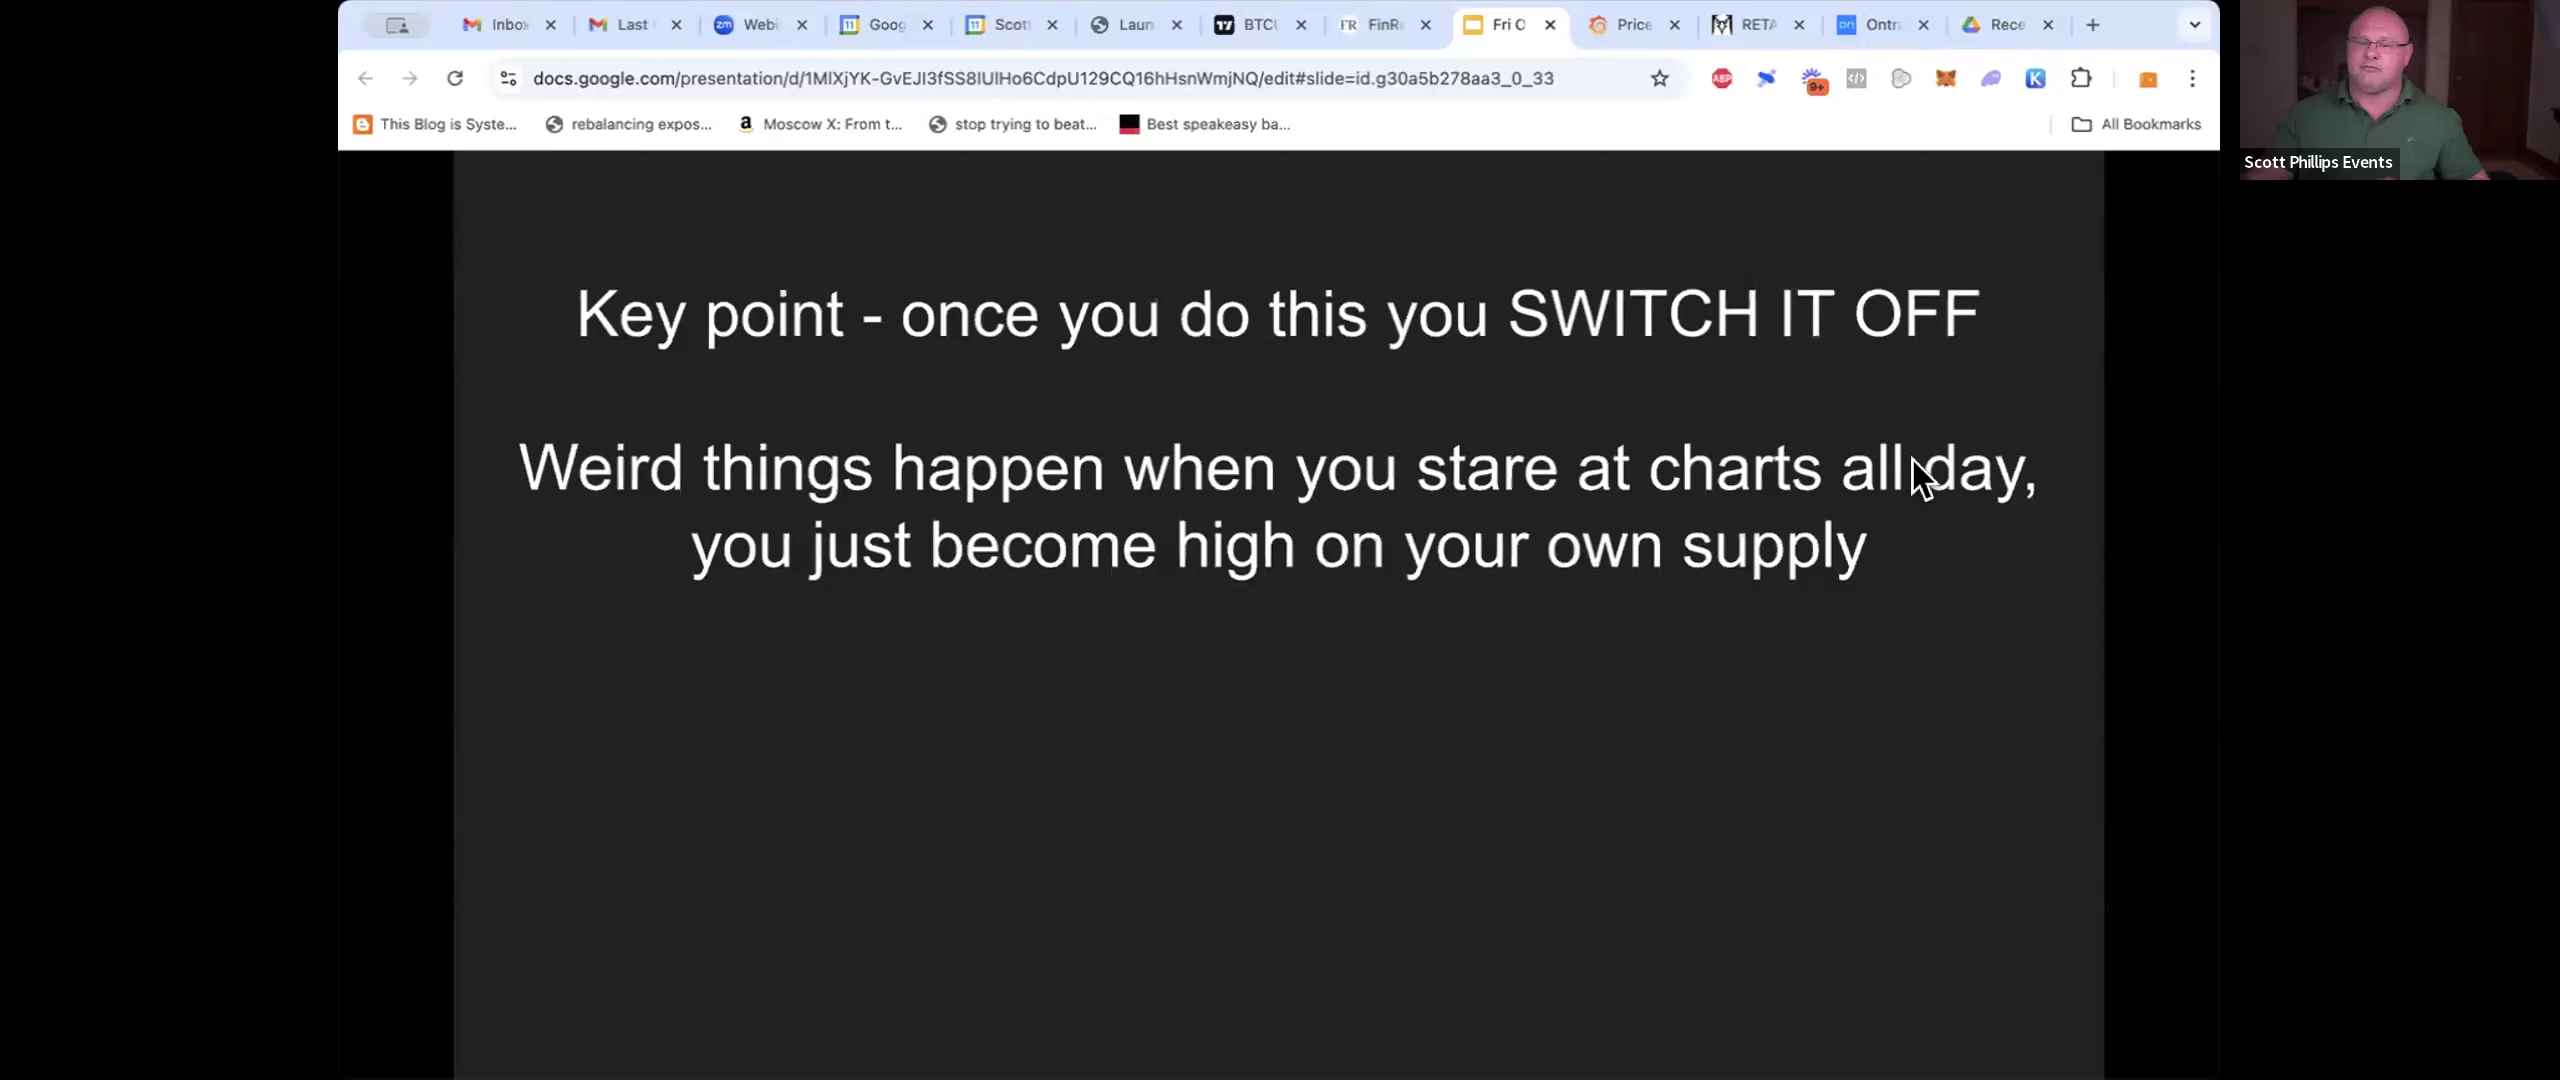 Inbox
Last
Webi
Goog
Scott
Laun
BTCU
FinR
Fri O
Price
RETA
Ontr
Rece
docs.google.com/presentation/d/1MlXjYK-GvEJI3fSS8IUlHo6CdpU129CQ16hHsnWmjNQ/edit#slide=id.g30a5b278aa3_0_33
This Blog is Syste...
rebalancing expos...
Moscow X: From t...
stop trying to beat...
Best speakeasy ba...
All Bookmarks
Scott Phillips Events
Key point - once you do this you SWITCH IT OFF
Weird things happen when you stare at charts all day,
you just become high on your own supply